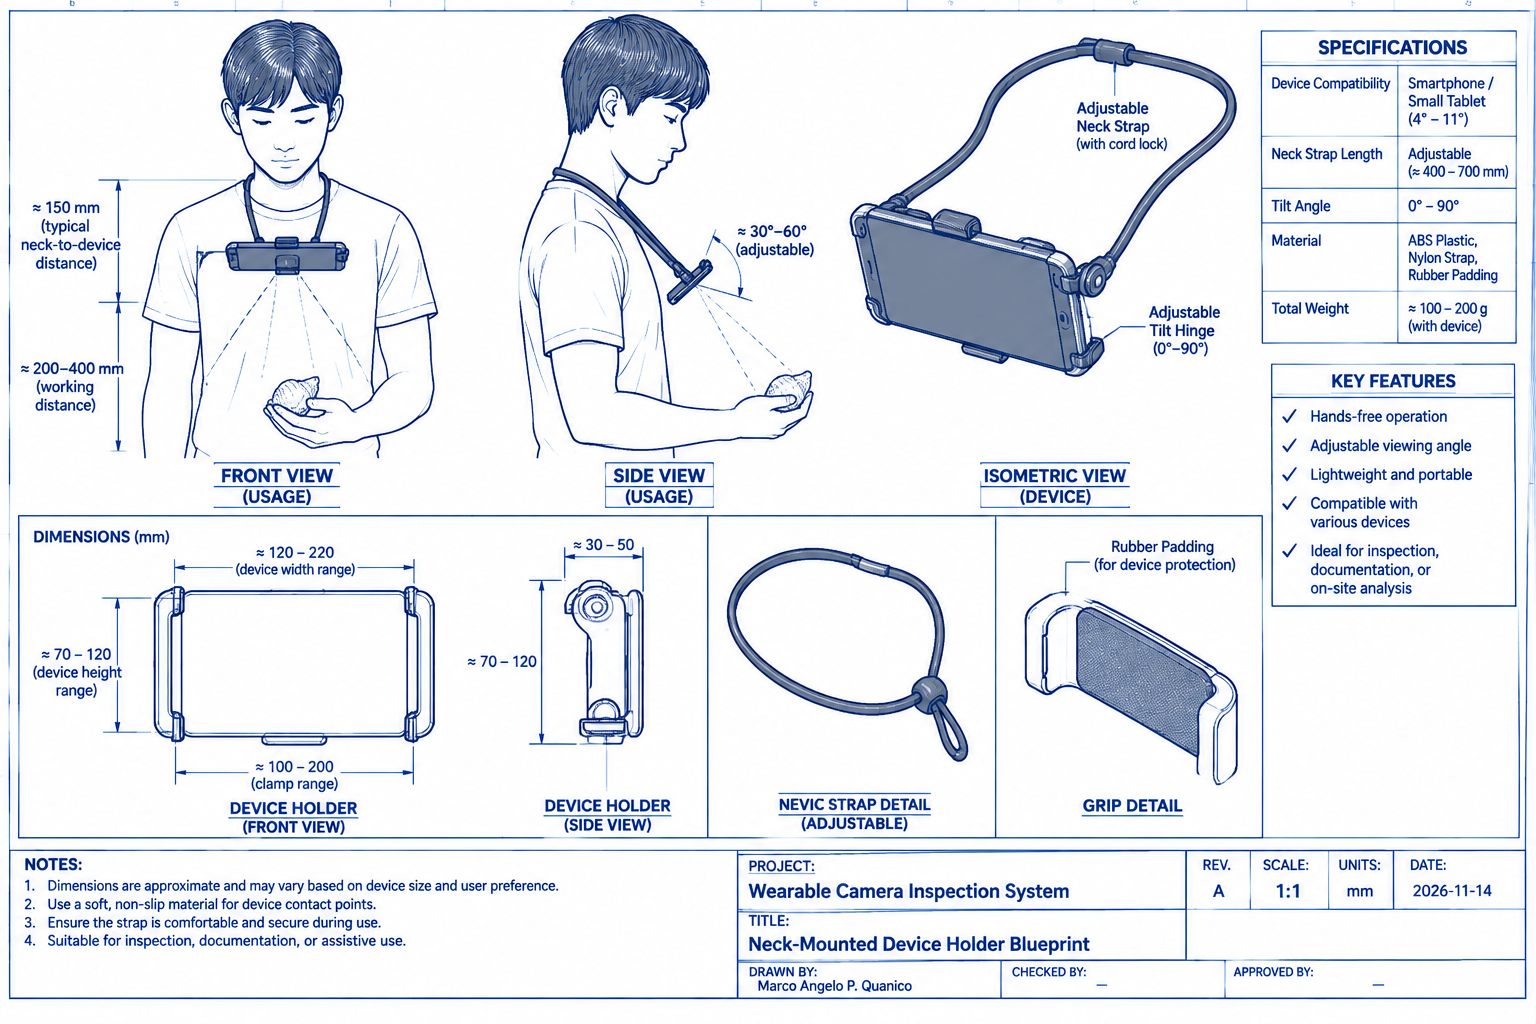 ≈ 150 mm
(typical
neck-to-device
distance)
≈ 200–400 mm
(working
distance)
FRONT VIEW
(USAGE)
≈ 30°–60°
(adjustable)
SIDE VIEW
(USAGE)
Adjustable
Neck Strap
(with cord lock)
Adjustable
Tilt Hinge
(0°–90°)
ISOMETRIC VIEW
(DEVICE)
SPECIFICATIONS
Device Compatibility
Smartphone /
Small Tablet
(4° – 11°)
Neck Strap Length
Adjustable
(≈ 400 – 700 mm)
Tilt Angle
0° – 90°
Material
ABS Plastic,
Nylon Strap,
Rubber Padding
Total Weight
≈ 100 – 200 g
(with device)
KEY FEATURES
✓ Hands-free operation
✓ Adjustable viewing angle
✓ Lightweight and portable
✓ Compatible with
various devices
✓ Ideal for inspection,
documentation, or
on-site analysis
DIMENSIONS (mm)
≈ 120 – 220
(device width range)
≈ 70 – 120
(device height
range)
≈ 100 – 200
(clamp range)
DEVICE HOLDER
(FRONT VIEW)
≈ 30 – 50
≈ 70 – 120
DEVICE HOLDER
(SIDE VIEW)
NEVIC STRAP DETAIL
(ADJUSTABLE)
Rubber Padding
(for device protection)
GRIP DETAIL
NOTES:
1. Dimensions are approximate and may vary based on device size and user preference.
2. Use a soft, non-slip material for device contact points.
3. Ensure the strap is comfortable and secure during use.
4. Suitable for inspection, documentation, or assistive use.
PROJECT:
Wearable Camera Inspection System
REV.
A
SCALE:
1:1
UNITS:
mm
DATE:
2026-11-14
TITLE:
Neck-Mounted Device Holder Blueprint
DRAWN BY:
Marco Angelo P. Quanico
CHECKED BY:
—
APPROVED BY:
—